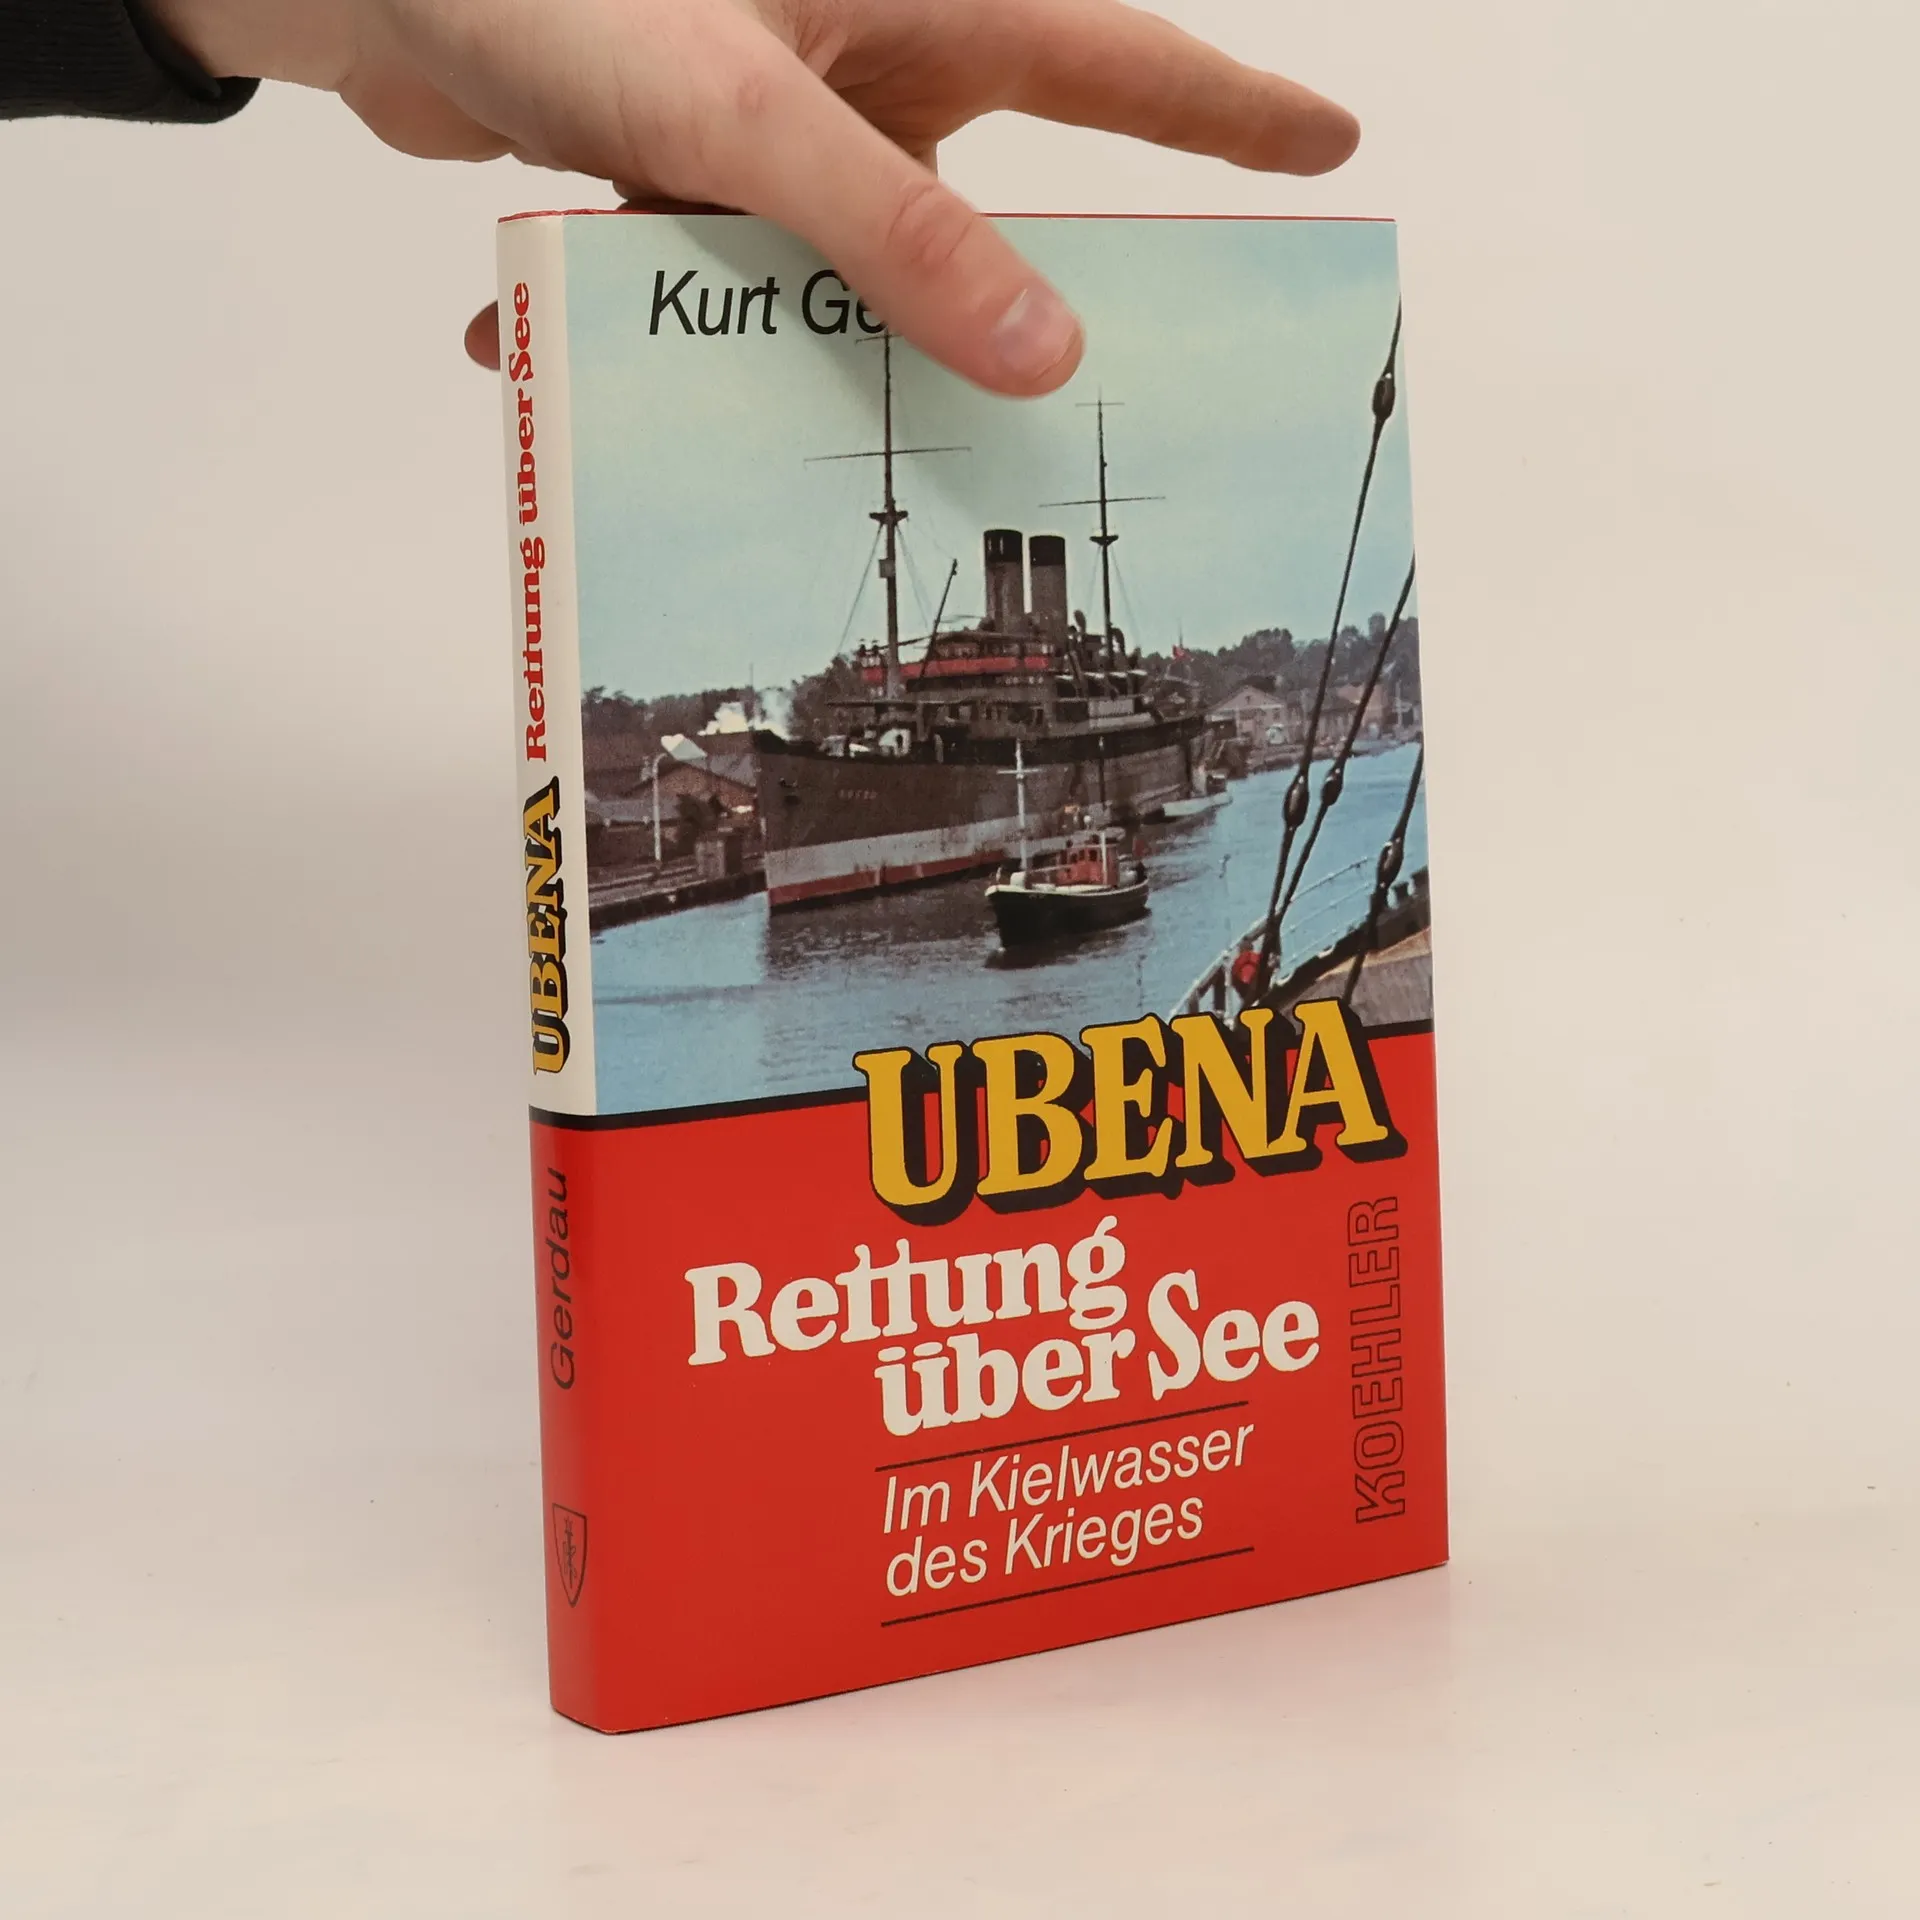 Kurt Ge
UBENA
Rettung
über See
Im Kielwasser
des Krieges
KOEHLER
Gerdau UBENA Rettung über See